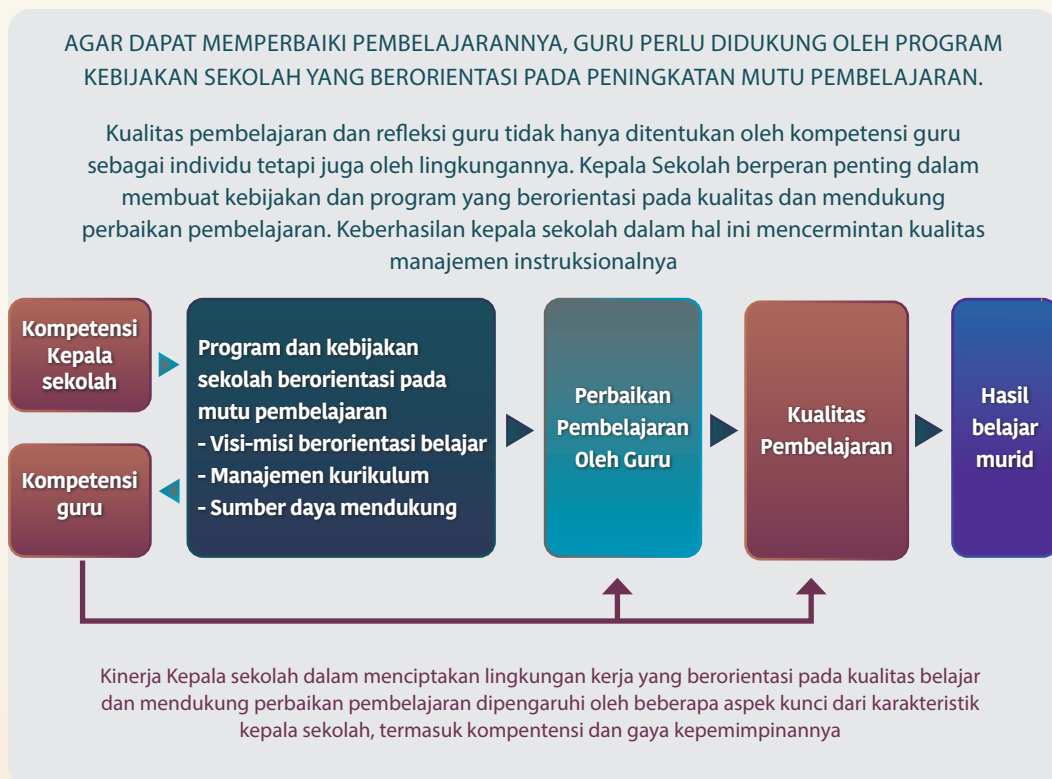 AGAR DAPAT MEMPERBAIKI PEMBELAJARANNYA, GURU PERLU DIDUKUNG OLEH PROGRAM
KEBIJAKAN SEKOLAH YANG BERORIENTASI PADA PENINGKATAN MUTU PEMBELAJARAN.
Kualitas pembelajaran dan refleksi guru tidak hanya ditentukan oleh kompetensi guru
sebagai individu tetapi juga oleh lingkungannya. Kepala Sekolah berperan penting dalam
membuat kebijakan dan program yang berorientasi pada kualitas dan mendukung
perbaikan pembelajaran. Keberhasilan kepala sekolah dalam hal ini mencermintan kualitas
manajemen instruksionalnya
Kompetensi
Kepala
sekolah
Kompetensi
guru
Program dan kebijakan
sekolah berorientasi pada
mutu pembelajaran
- Visi-misi berorientasi belajar
- Manajemen kurikulum
- Sumber daya mendukung
Perbaikan
Pembelajaran
Oleh Guru
Kualitas
Pembelajaran
Hasil
belajar
murid
Kinerja Kepala sekolah dalam menciptakan lingkungan kerja yang berorientasi pada kualitas belajar
dan mendukung perbaikan pembelajaran dipengaruhi oleh beberapa aspek kunci dari karakteristik
kepala sekolah, termasuk kompentensi dan gaya kepemimpinannya